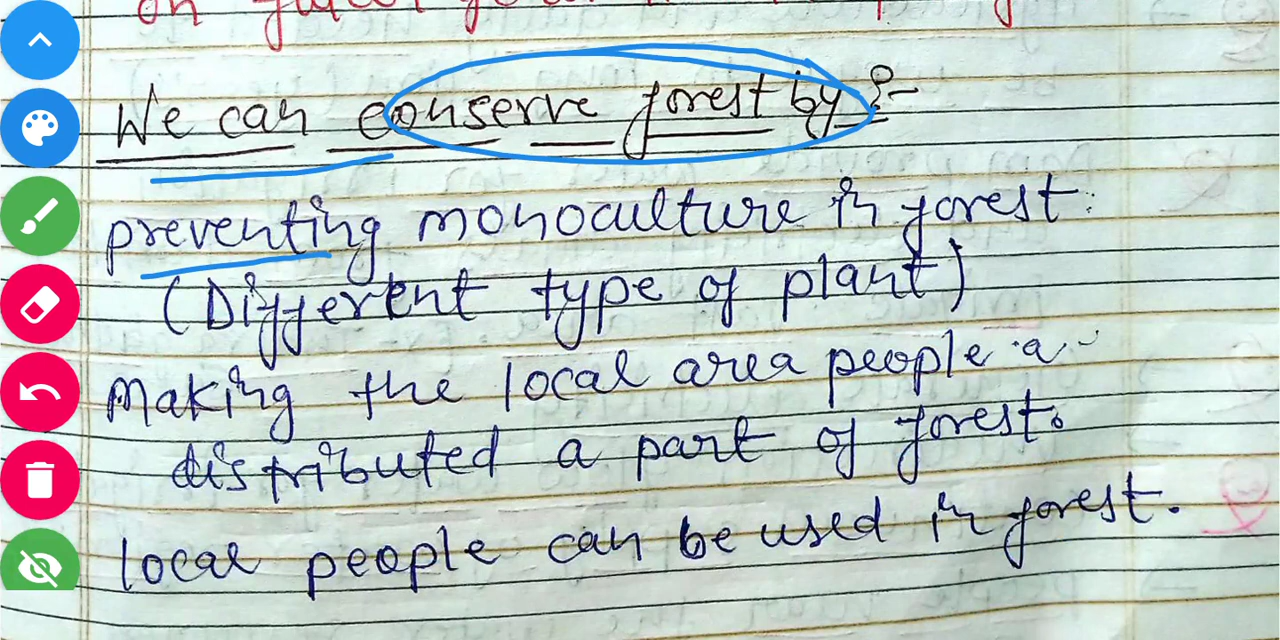 We can conserve forest by :-
preventing monoculture in forest.
(Different type of plant)
Making the local area people a
distributed a part of forest.
local people can be used in forest.